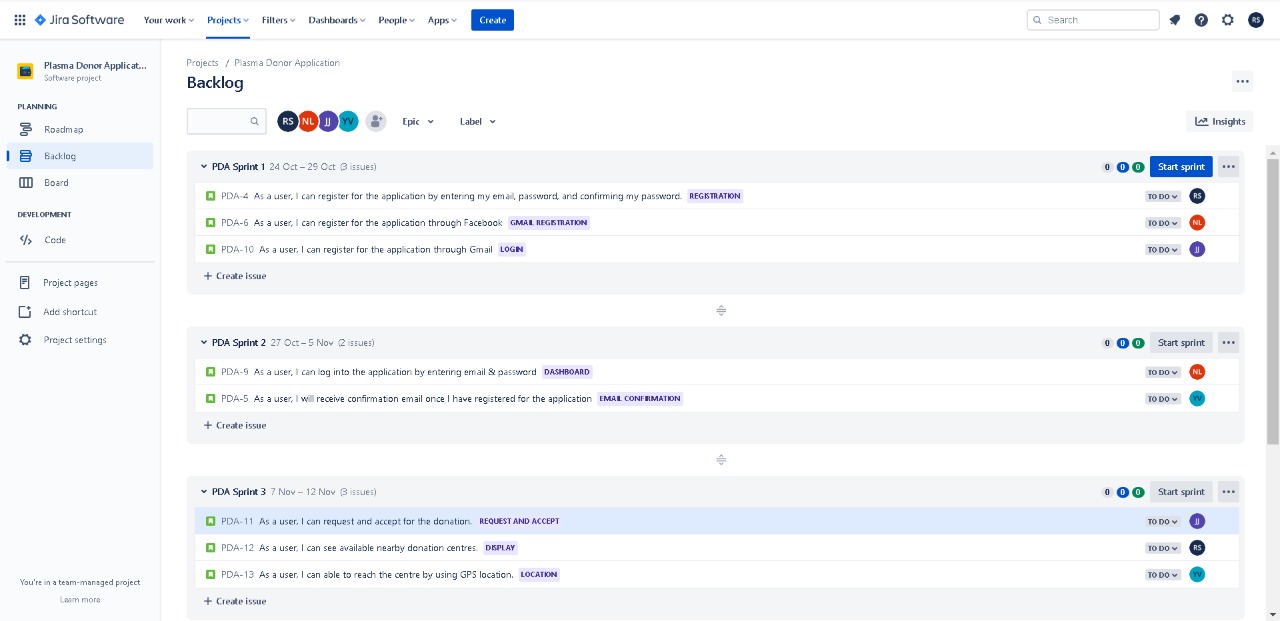 Jira Software Your work Projects Filters Dashboards People Apps Create Search RS
Plasma Donor Applicat...
Software project
PLANNING
Roadmap
Backlog
Board
DEVELOPMENT
Code
Project pages
Add shortcut
Project settings
You're in a team-managed project
Learn more
Projects / Plasma Donor Application
Backlog
RS NL JJ YV Epic Label Insights
PDA Sprint 1 24 Oct – 29 Oct (3 issues) 0 0 0 Start sprint
PDA-4 As a user, I can register for the application by entering my email, password, and confirming my password. REGISTRATION TO DO RS
PDA-6 As a user, I can register for the application through Facebook GMAIL REGISTRATION TO DO NL
PDA-10 As a user, I can register for the application through Gmail LOGIN TO DO JJ
+ Create issue
PDA Sprint 2 27 Oct – 5 Nov (2 issues) 0 0 0 Start sprint
PDA-9 As a user, I can log into the application by entering email & password DASHBOARD TO DO NL
PDA-5 As a user, I will receive confirmation email once I have registered for the application EMAIL CONFIRMATION TO DO YV
+ Create issue
PDA Sprint 3 7 Nov – 12 Nov (3 issues) 0 0 0 Start sprint
PDA-11 As a user, I can request and accept for the donation. REQUEST AND ACCEPT TO DO JJ
PDA-12 As a user, I can see available nearby donation centres. DISPLAY TO DO RS
PDA-13 As a user, I can able to reach the centre by using GPS location. LOCATION TO DO YV
+ Create issue